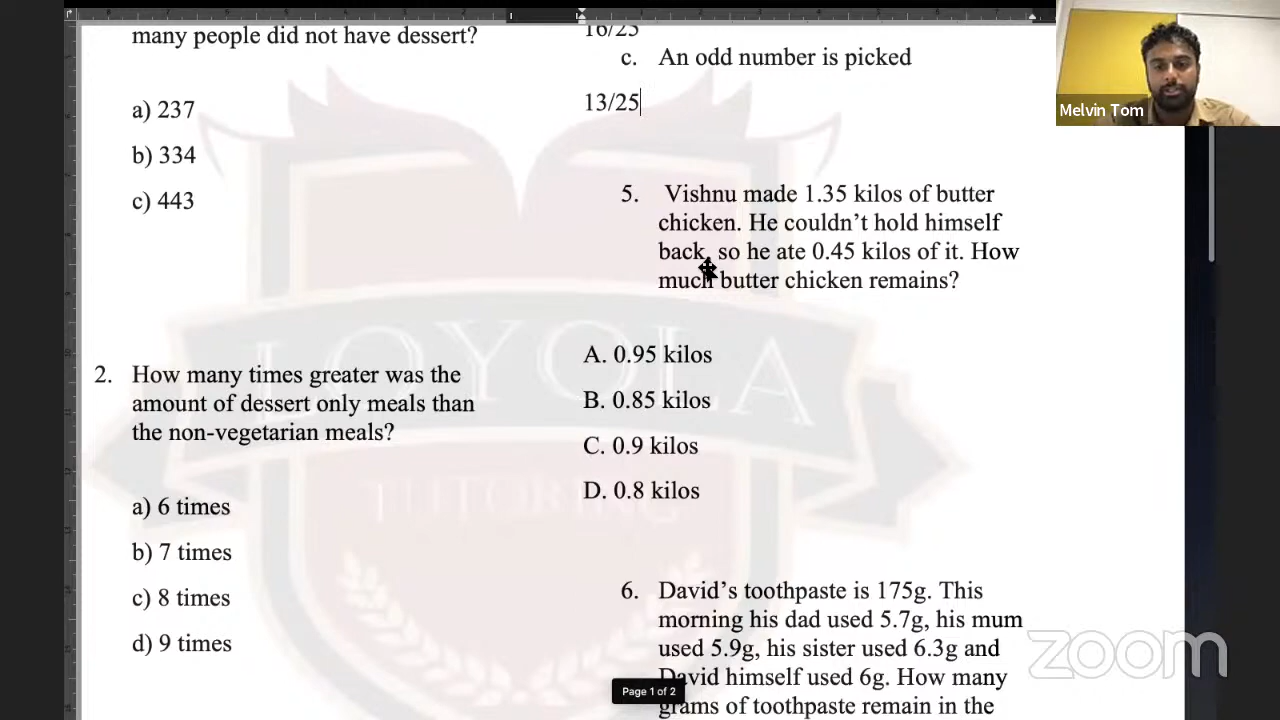 many people did not have dessert?
a) 237
b) 334
c) 443
2. How many times greater was the
amount of dessert only meals than
the non-vegetarian meals?
a) 6 times
b) 7 times
c) 8 times
d) 9 times
16/25
c. An odd number is picked
13/25
5. Vishnu made 1.35 kilos of butter
chicken. He couldn't hold himself
back, so he ate 0.45 kilos of it. How
much butter chicken remains?
A. 0.95 kilos
B. 0.85 kilos
C. 0.9 kilos
D. 0.8 kilos
6. David's toothpaste is 175g. This
morning his dad used 5.7g, his mum
used 5.9g, his sister used 6.3g and
David himself used 6g. How many
grams of toothpaste remain in the
Page 1 of 2
LOYOLA
TUTORING
Melvin Tom
zoom